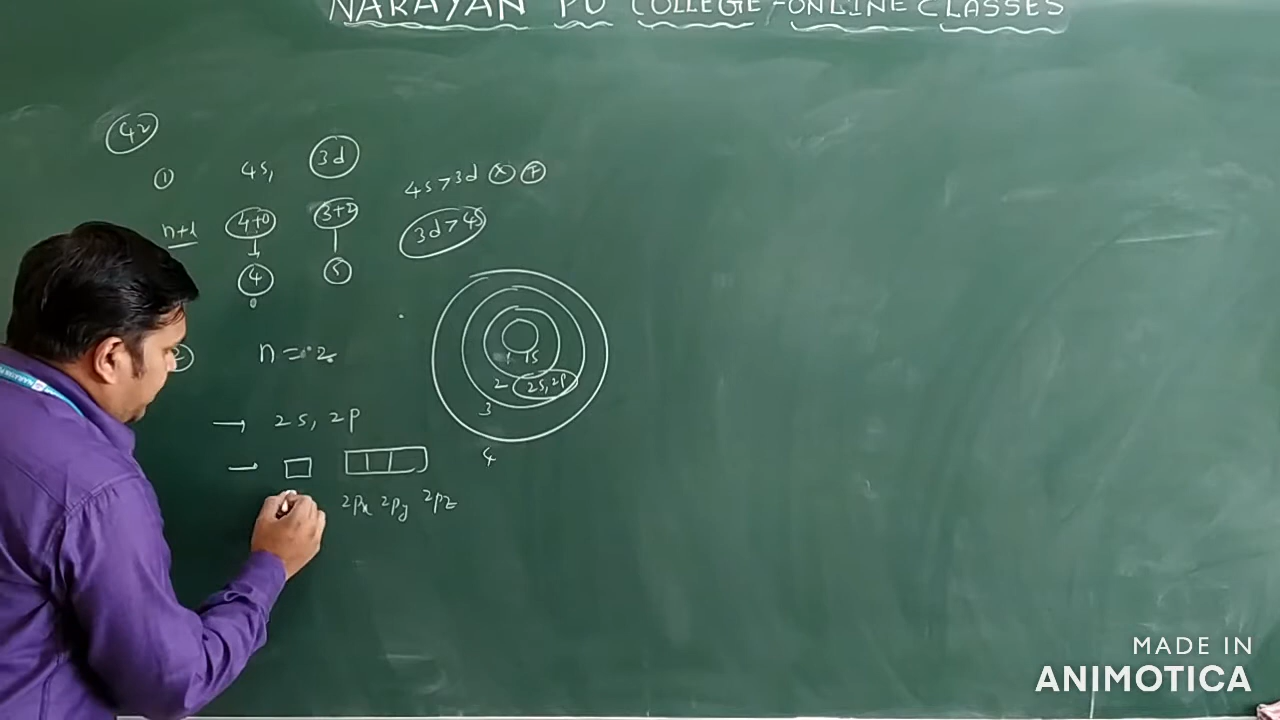 NARAYAN PU COLLEGE - ONLINE CLASSES
42
① 4s, 3d
4s > 3d ⊗ F
n+l 4+0 3+2
3d > 4s
4 5
n = 2
1 1s
2 2s, 2p
3
4
→ 2s, 2p
→
2px 2py 2pz
MADE IN
ANIMOTICA